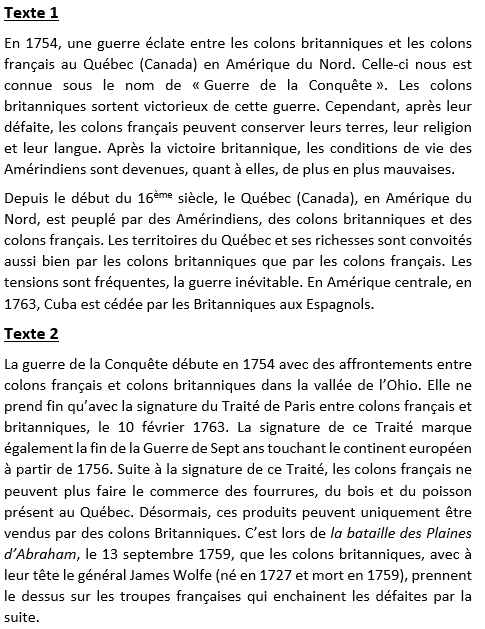 Texte 1
En 1754, une guerre éclate entre les colons britanniques et les colons
français au Québec (Canada) en Amérique du Nord. Celle-ci nous est
connue sous le nom de « Guerre de la Conquête ». Les colons
britanniques sortent victorieux de cette guerre. Cependant, après leur
défaite, les colons français peuvent conserver leurs terres, leur religion
et leur langue. Après la victoire britannique, les conditions de vie des
Amérindiens sont devenues, quant à elles, de plus en plus mauvaises.
Depuis le début du 16ème siècle, le Québec (Canada), en Amérique du
Nord, est peuplé par des Amérindiens, des colons britanniques et des
colons français. Les territoires du Québec et ses richesses sont convoités
aussi bien par les colons britanniques que par les colons français. Les
tensions sont fréquentes, la guerre inévitable. En Amérique centrale, en
1763, Cuba est cédée par les Britanniques aux Espagnols.
Texte 2
La guerre de la Conquête débute en 1754 avec des affrontements entre
colons français et colons britanniques dans la vallée de l’Ohio. Elle ne
prend fin qu’avec la signature du Traité de Paris entre colons français et
britanniques, le 10 février 1763. La signature de ce Traité marque
également la fin de la Guerre de Sept ans touchant le continent européen
à partir de 1756. Suite à la signature de ce Traité, les colons français ne
peuvent plus faire le commerce des fourrures, du bois et du poisson
présent au Québec. Désormais, ces produits peuvent uniquement être
vendus par des colons Britanniques. C’est lors de la bataille des Plaines
d’Abraham, le 13 septembre 1759, que les colons britanniques, avec à
leur tête le général James Wolfe (né en 1727 et mort en 1759), prennent
le dessus sur les troupes françaises qui enchainent les défaites par la
suite.